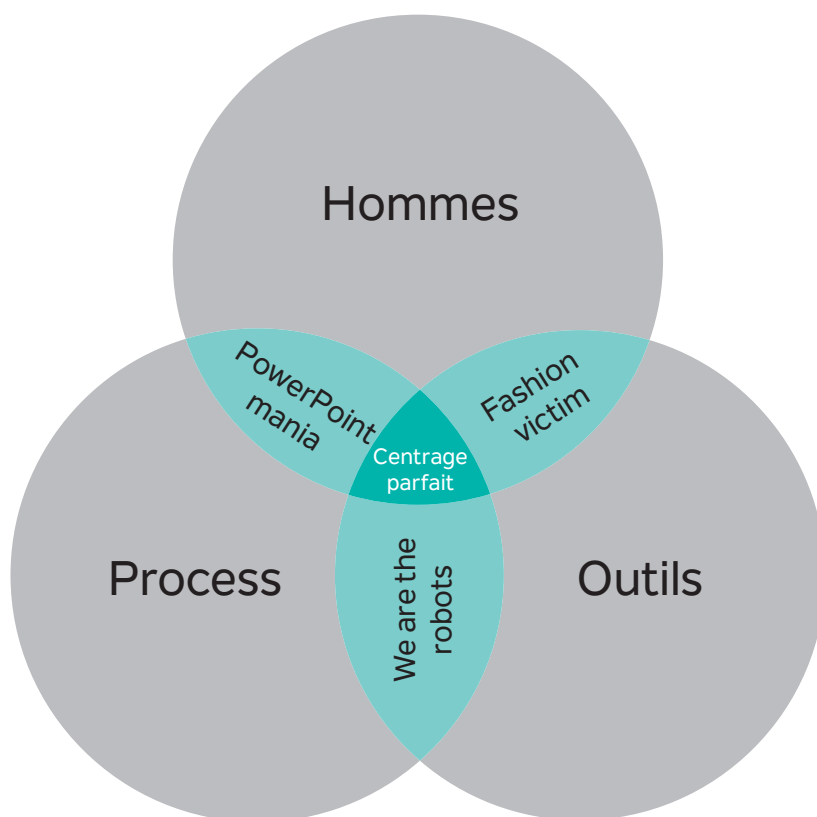 Hommes
PowerPoint
mania
Fashion
victim
Centrage
parfait
Process
We are the
robots
Outils